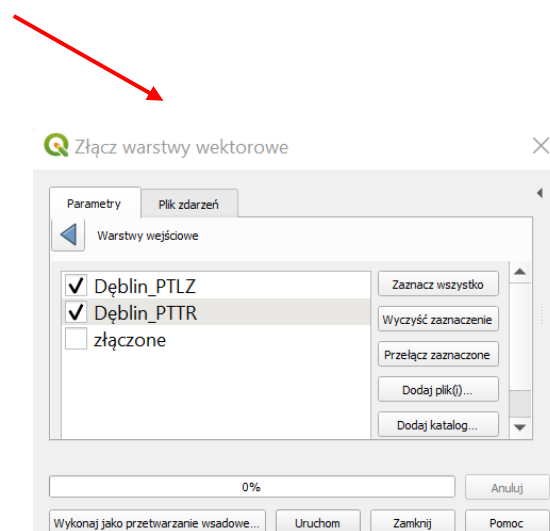 Złącz warstwy wektorowe
Parametry
Plik zdarzeń
Warstwy wejściowe
Dęblin_PTLZ
Dęblin_PTTR
złączone
Zaznacz wszystko
Wyczyść zaznaczenie
Przełącz zaznaczone
Dodaj plik(i)...
Dodaj katalog...
0%
Anuluj
Wykonaj jako przetwarzanie wsadowe...
Uruchom
Zamknij
Pomoc